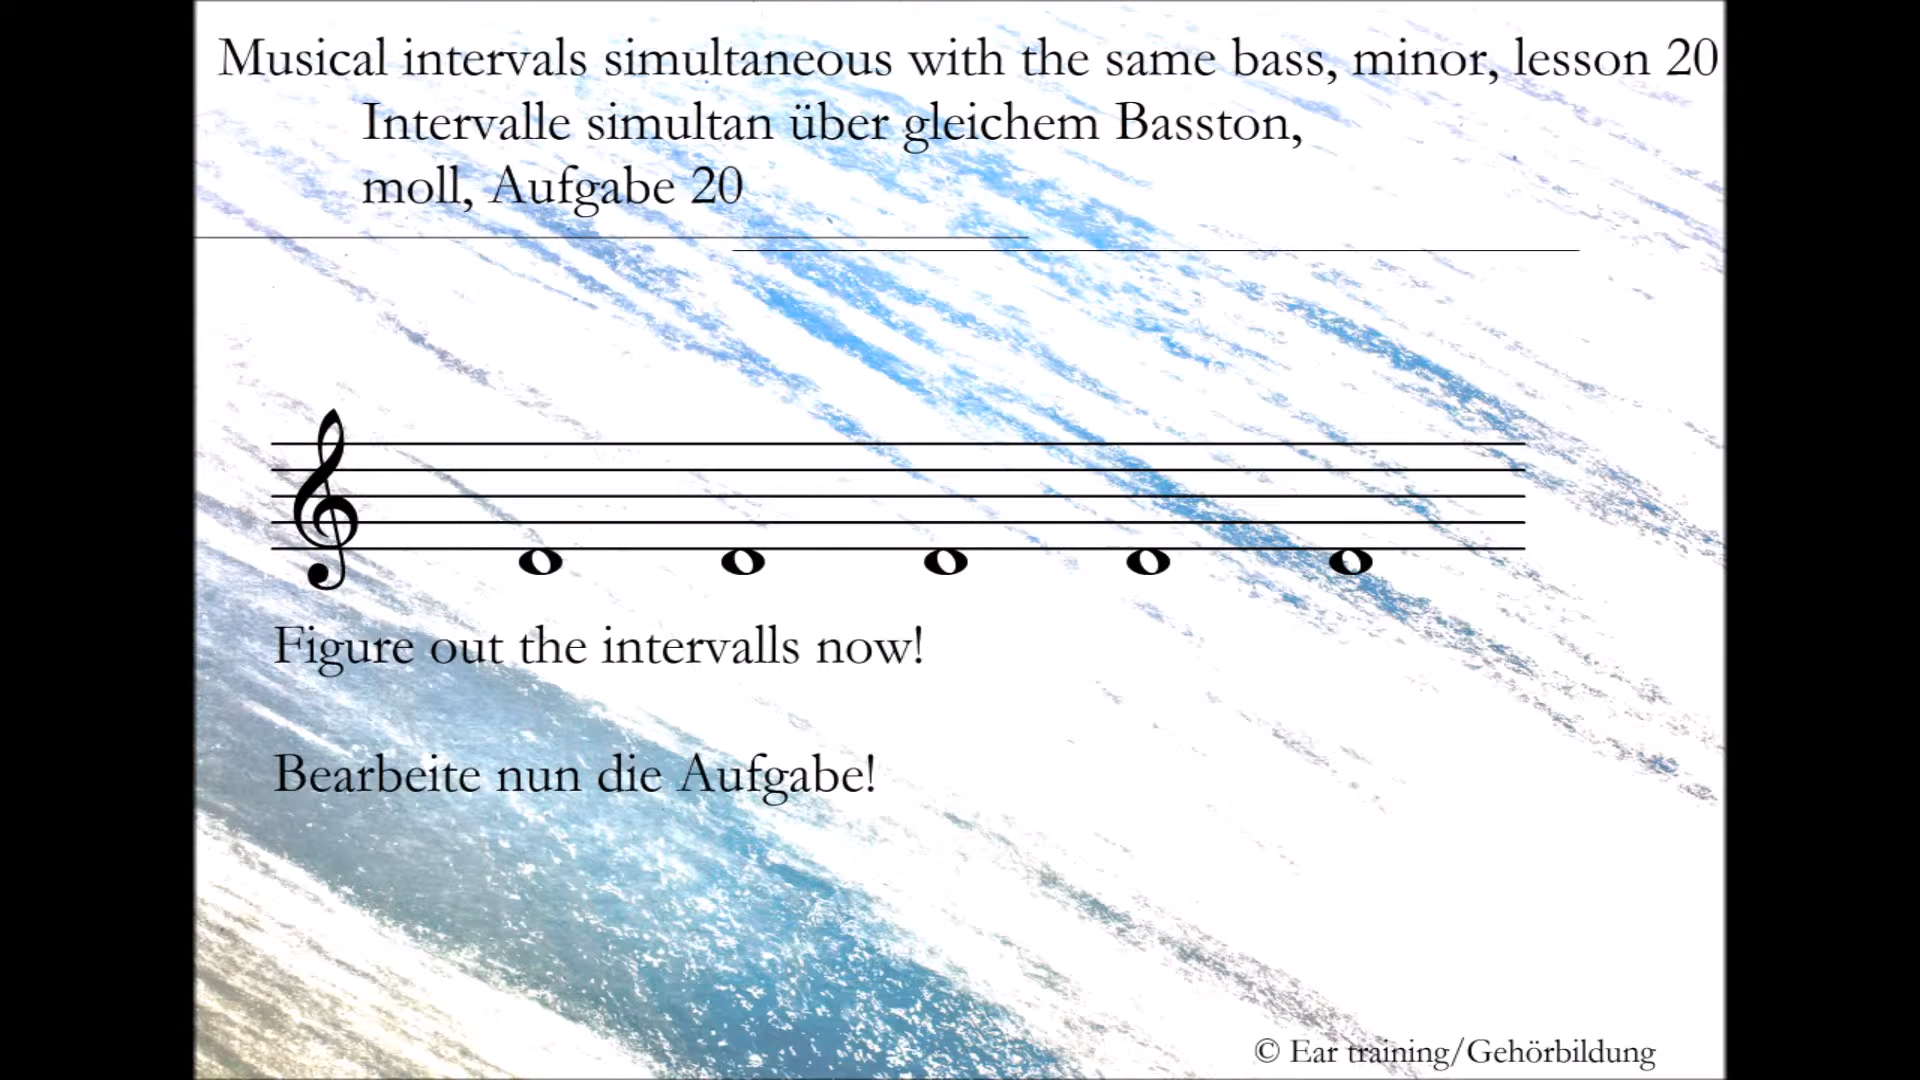 Musical intervals simultaneous with the same bass, minor, lesson 20
Intervalle simultan über gleichem Basston,
moll, Aufgabe 20
Figure out the intervalls now!
Bearbeite nun die Aufgabe!
© Ear training/Gehörbildung